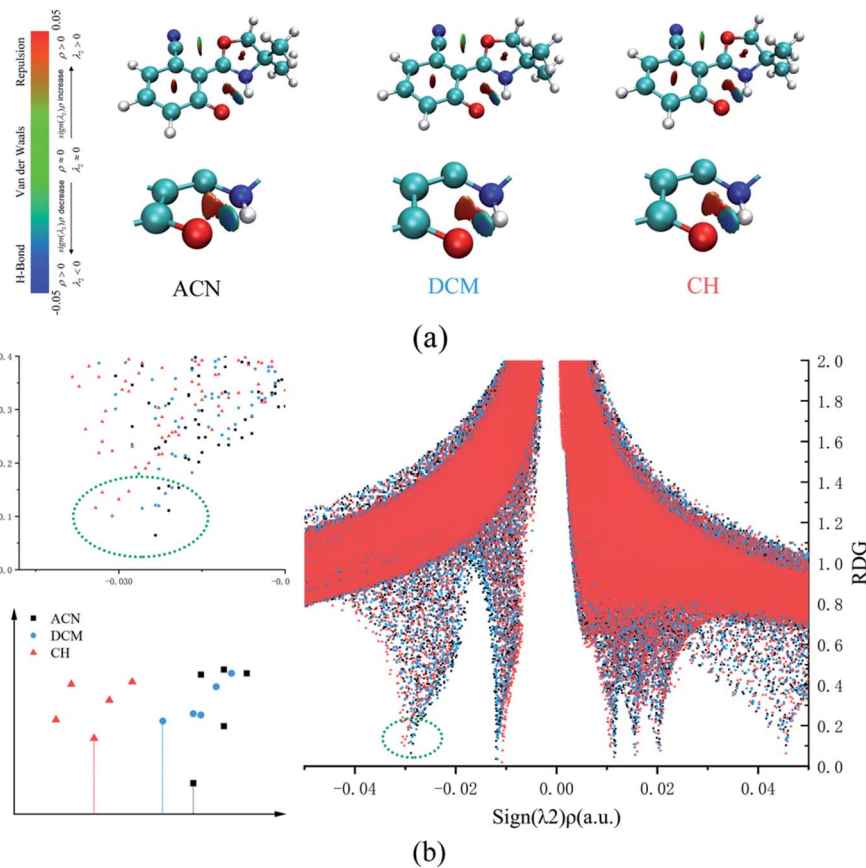 0.05
Repulsion
ρ > 0
λ₂ > 0
sign(λ₂)ρ increase
Van der Waals
ρ ≈ 0
λ₂ ≈ 0
sign(λ₂)ρ decrease
H-Bond
ρ > 0
λ₂ < 0
-0.05
ACN DCM CH
(a)
0.4
0.3
0.2
0.1
0.0
-0.030 -0.0
ACN
DCM
CH
2.0
1.8
1.6
1.4
1.2
1.0
0.8
0.6
0.4
0.2
0.0
RDG
-0.04 -0.02 0.00 0.02 0.04
Sign(λ2)ρ(a.u.)
(b)